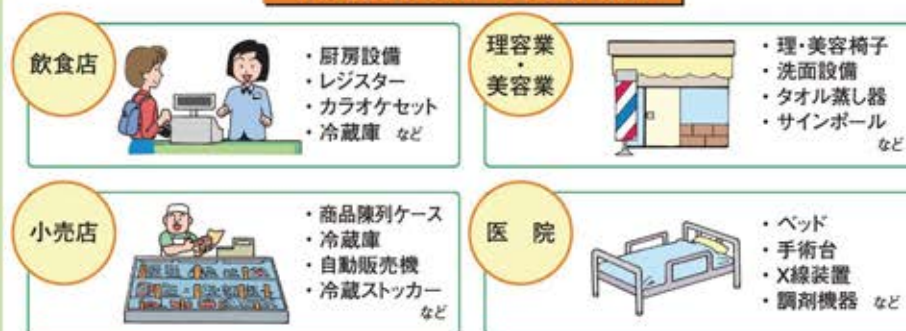 飲食店
・厨房設備
・レジスター
・カラオケセット
・冷蔵庫 など
理容業
・
美容業
・理・美容椅子
・洗面設備
・タオル蒸し器
・サインポール
など
小売店
・商品陳列ケース
・冷蔵庫
・自動販売機
・冷蔵ストッカー
など
医 院
・ベッド
・手術台
・X線装置
・調剤機器 など